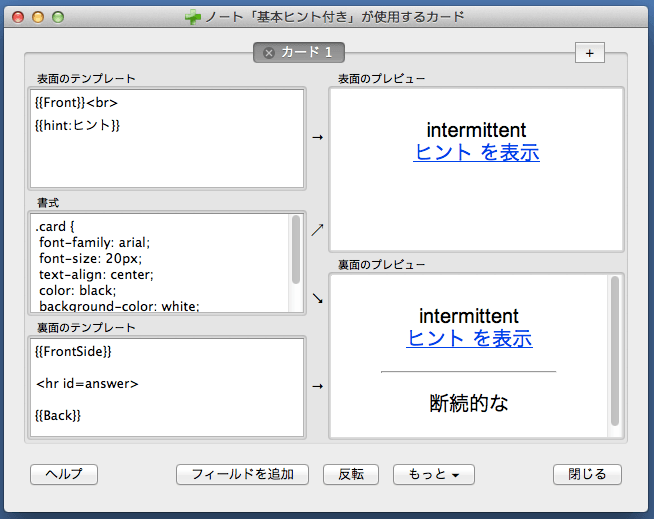 ノート「基本ヒント付き」が使用するカード
カード 1
+
表面のテンプレート
{{Front}}<br>
{{hint:ヒント}}
→
表面のプレビュー
intermittent
ヒント を表示
書式
.card {
font-family: arial;
font-size: 20px;
text-align: center;
color: black;
background-color: white;
↗
↘
裏面のテンプレート
{{FrontSide}}
<hr id=answer>
{{Back}}
→
裏面のプレビュー
intermittent
ヒント を表示
断続的な
ヘルプ
フィールドを追加
反転
もっと
閉じる